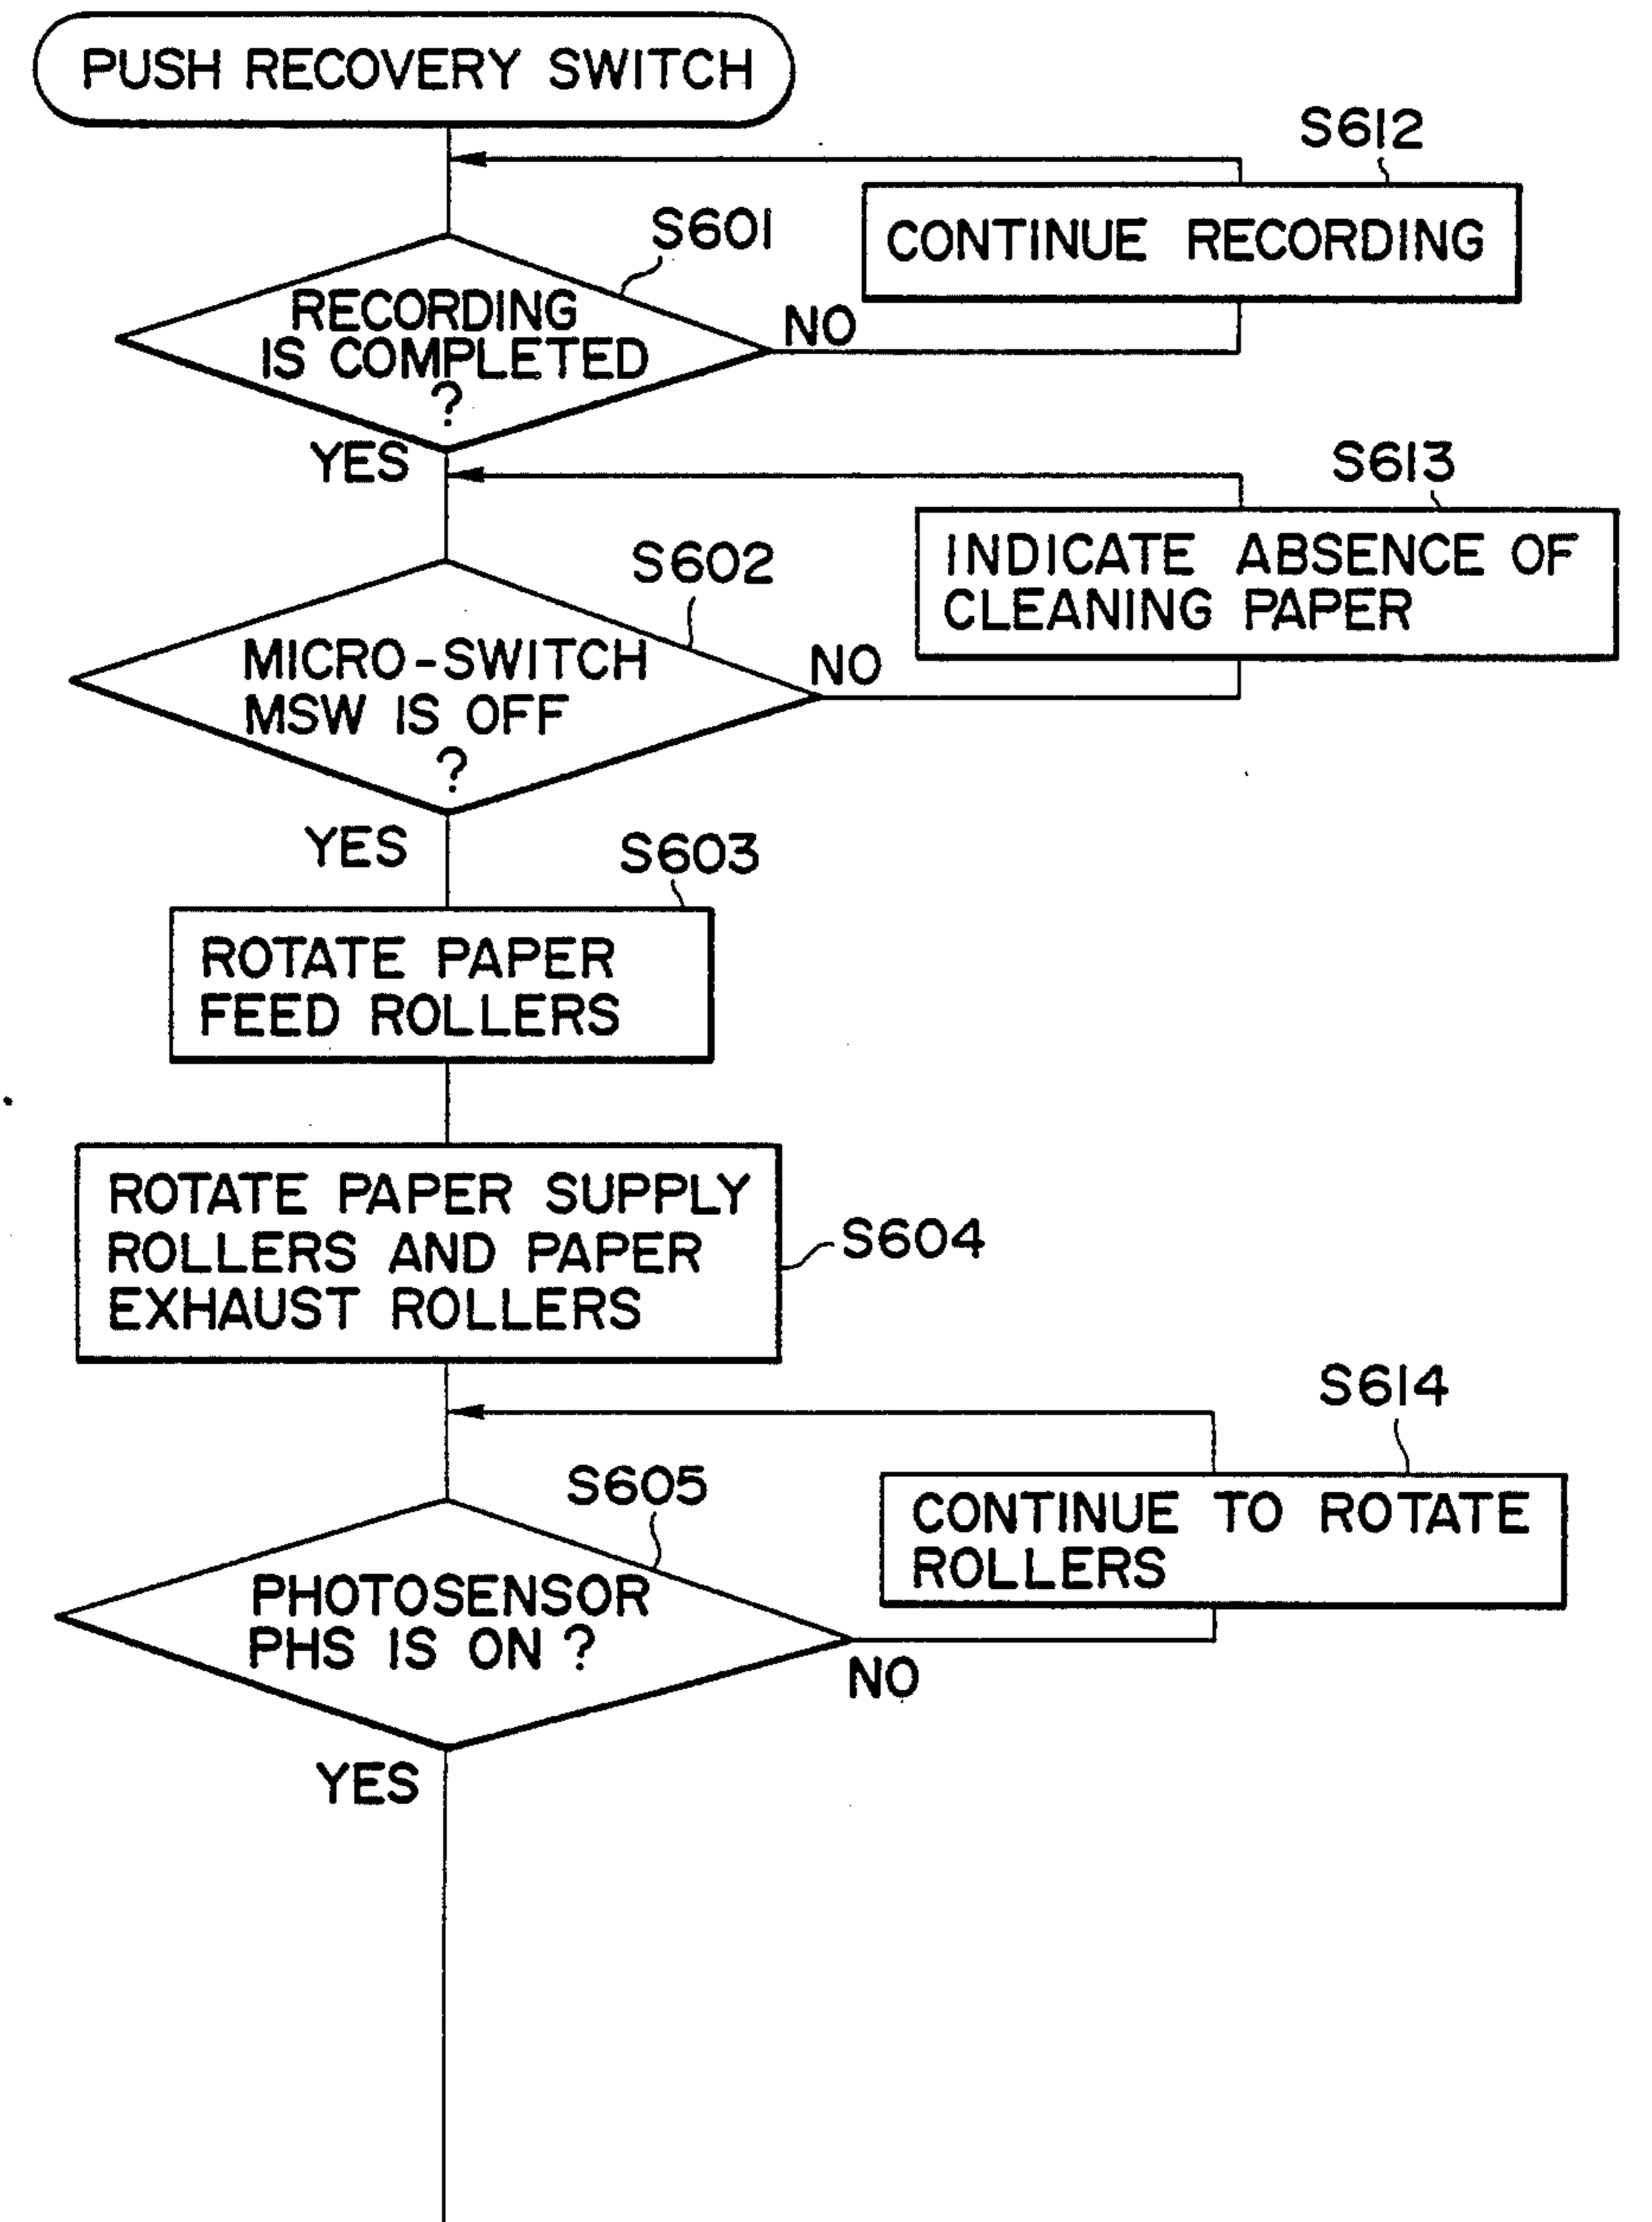 PUSH RECOVERY SWITCH
S612
CONTINUE RECORDING
S601
RECORDING
IS COMPLETED
?
NO
YES
S613
INDICATE ABSENCE OF
CLEANING PAPER
S602
MICRO-SWITCH
MSW IS OFF
?
NO
YES
S603
ROTATE PAPER
FEED ROLLERS
ROTATE PAPER SUPPLY
ROLLERS AND PAPER
EXHAUST ROLLERS
S604
S614
CONTINUE TO ROTATE
ROLLERS
S605
PHOTOSENSOR
PHS IS ON ?
NO
YES